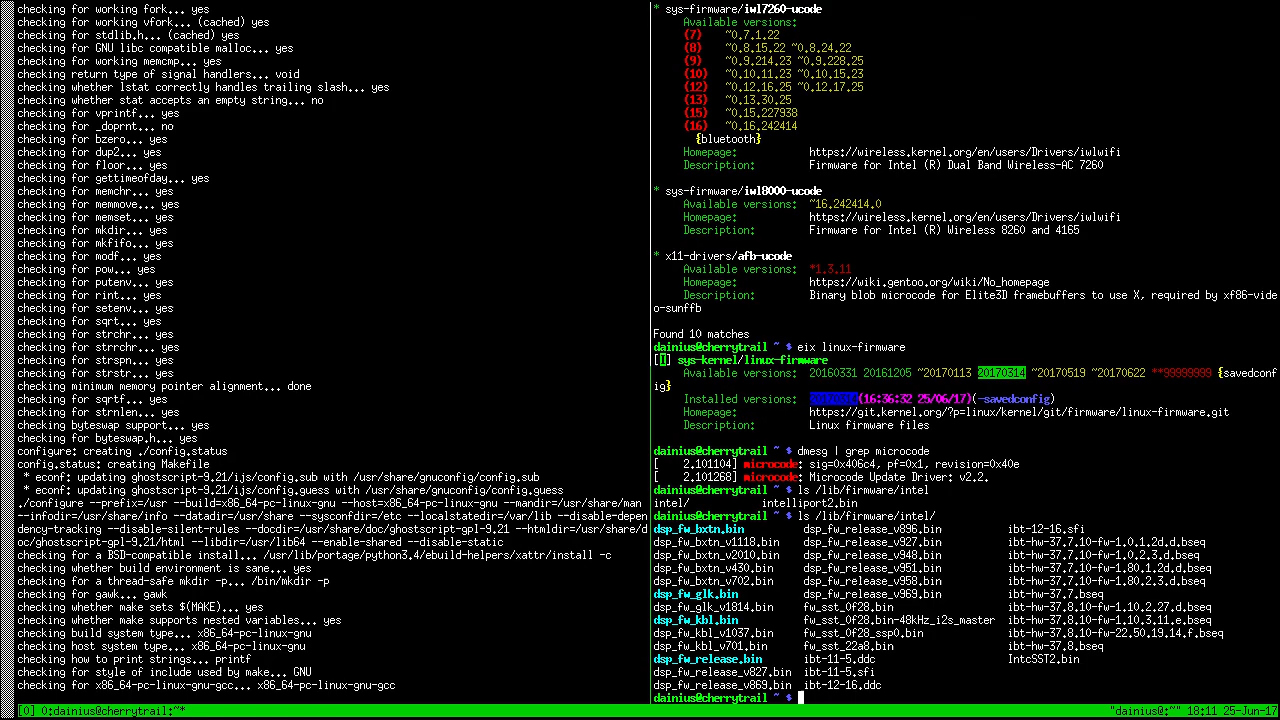 checking for working fork... yes
checking for working vfork... (cached) yes
checking for stdlib.h... (cached) yes
checking for GNU libc compatible malloc... yes
checking for working memcmp... yes
checking return type of signal handlers... void
checking whether lstat correctly handles trailing slash... yes
checking whether stat accepts an empty string... no
checking for vprintf... yes
checking for _doprnt... no
checking for bzero... yes
checking for dup2... yes
checking for floor... yes
checking for gettimeofday... yes
checking for memchr... yes
checking for memmove... yes
checking for memset... yes
checking for mkdir... yes
checking for mkfifo... yes
checking for modf... yes
checking for pow... yes
checking for putenv... yes
checking for rint... yes
checking for setenv... yes
checking for sqrt... yes
checking for strchr... yes
checking for strrchr... yes
checking for strspn... yes
checking for strstr... yes
checking minimum memory pointer alignment... done
checking for sqrtf... yes
checking for strnlen... yes
checking byteswap support... yes
checking for byteswap.h... yes
configure: creating ./config.status
config.status: creating Makefile
* econf: updating ghostscript-9.21/ijs/config.sub with /usr/share/gnuconfig/config.sub
* econf: updating ghostscript-9.21/ijs/config.guess with /usr/share/gnuconfig/config.guess
./configure --prefix=/usr --build=x86_64-pc-linux-gnu --host=x86_64-pc-linux-gnu --mandir=/usr/share/man
--infodir=/usr/share/info --datadir=/usr/share --sysconfdir=/etc --localstatedir=/var/lib --disable-depen
dency-tracking --disable-silent-rules --docdir=/usr/share/doc/ghostscript-gpl-9.21 --htmldir=/usr/share/d
oc/ghostscript-gpl-9.21/html --libdir=/usr/lib64 --enable-shared --disable-static
checking for a BSD-compatible install... /usr/lib/portage/python3.4/ebuild-helpers/xattr/install -c
checking whether build environment is sane... yes
checking for a thread-safe mkdir -p... /bin/mkdir -p
checking for gawk... gawk
checking whether make sets $(MAKE)... yes
checking whether make supports nested variables... yes
checking build system type... x86_64-pc-linux-gnu
checking host system type... x86_64-pc-linux-gnu
checking how to print strings... printf
checking for style of include used by make... GNU
checking for x86_64-pc-linux-gnu-gcc... x86_64-pc-linux-gnu-gcc
* sys-firmware/iwl7260-ucode
Available versions:
(7) ~0.7.1.22
(8) ~0.8.15.22 ~0.8.24.22
(9) ~0.9.214.23 ~0.9.228.25
(10) ~0.10.11.23 ~0.10.15.23
(12) ~0.12.16.25 ~0.12.17.25
(13) ~0.13.30.25
(15) ~0.15.227938
(16) ~0.16.242414
{bluetooth}
Homepage: https://wireless.kernel.org/en/users/Drivers/iwlwifi
Description: Firmware for Intel (R) Dual Band Wireless-AC 7260
* sys-firmware/iwl8000-ucode
Available versions: ~16.242414.0
Homepage: https://wireless.kernel.org/en/users/Drivers/iwlwifi
Description: Firmware for Intel (R) Wireless 8260 and 4165
* x11-drivers/afb-ucode
Available versions: *1.3.11
Homepage: https://wiki.gentoo.org/wiki/No_homepage
Description: Binary blob microcode for Elite3D framebuffers to use X, required by xf86-vid
eo-sunffb
Found 10 matches
dainius@cherrytrail ~ $ eix linux-firmware
[I] sys-kernel/linux-firmware
Available versions: 20160331 20161205 ~20170113 20170314 ~20170519 ~20170622 **99999999 {savedconf
ig}
Installed versions: 20170314(16:36:32 25/06/17)(-savedconfig)
Homepage: https://git.kernel.org/?p=linux/kernel/git/firmware/linux-firmware.git
Description: Linux firmware files
dainius@cherrytrail ~ $ dmesg | grep microcode
[ 2.101104] microcode: sig=0x406c4, pf=0x1, revision=0x40e
[ 2.101268] microcode: Microcode Update Driver: v2.2.
dainius@cherrytrail ~ $ ls /lib/firmware/intel
intel/ intelliport2.bin
dainius@cherrytrail ~ $ ls /lib/firmware/intel/
dsp_fw_bxtn.bin dsp_fw_release_v896.bin ibt-12-16.sfi
dsp_fw_bxtn_v1118.bin dsp_fw_release_v927.bin ibt-hw-37.7.10-fw-1.0.1.2d.d.bseq
dsp_fw_bxtn_v2010.bin dsp_fw_release_v948.bin ibt-hw-37.7.10-fw-1.0.2.3.d.bseq
dsp_fw_bxtn_v430.bin dsp_fw_release_v951.bin ibt-hw-37.7.10-fw-1.80.1.2d.d.bseq
dsp_fw_bxtn_v702.bin dsp_fw_release_v958.bin ibt-hw-37.7.10-fw-1.80.2.3.d.bseq
dsp_fw_glk.bin dsp_fw_release_v969.bin ibt-hw-37.7.bseq
dsp_fw_glk_v1814.bin fw_sst_0f28.bin ibt-hw-37.8.10-fw-1.10.2.27.d.bseq
dsp_fw_kbl.bin fw_sst_0f28.bin-48kHz_i2s_master ibt-hw-37.8.10-fw-1.10.3.11.e.bseq
dsp_fw_kbl_v1037.bin fw_sst_0f28_ssp0.bin ibt-hw-37.8.10-fw-22.50.19.14.f.bseq
dsp_fw_kbl_v701.bin fw_sst_22a8.bin ibt-hw-37.8.bseq
dsp_fw_release.bin ibt-11-5.ddc IntcSST2.bin
dsp_fw_release_v827.bin ibt-11-5.sfi
dsp_fw_release_v869.bin ibt-12-16.ddc
dainius@cherrytrail ~ $
[0] 0:dainius@cherrytrail:~* "dainius@:~" 18:11 25-Jun-17